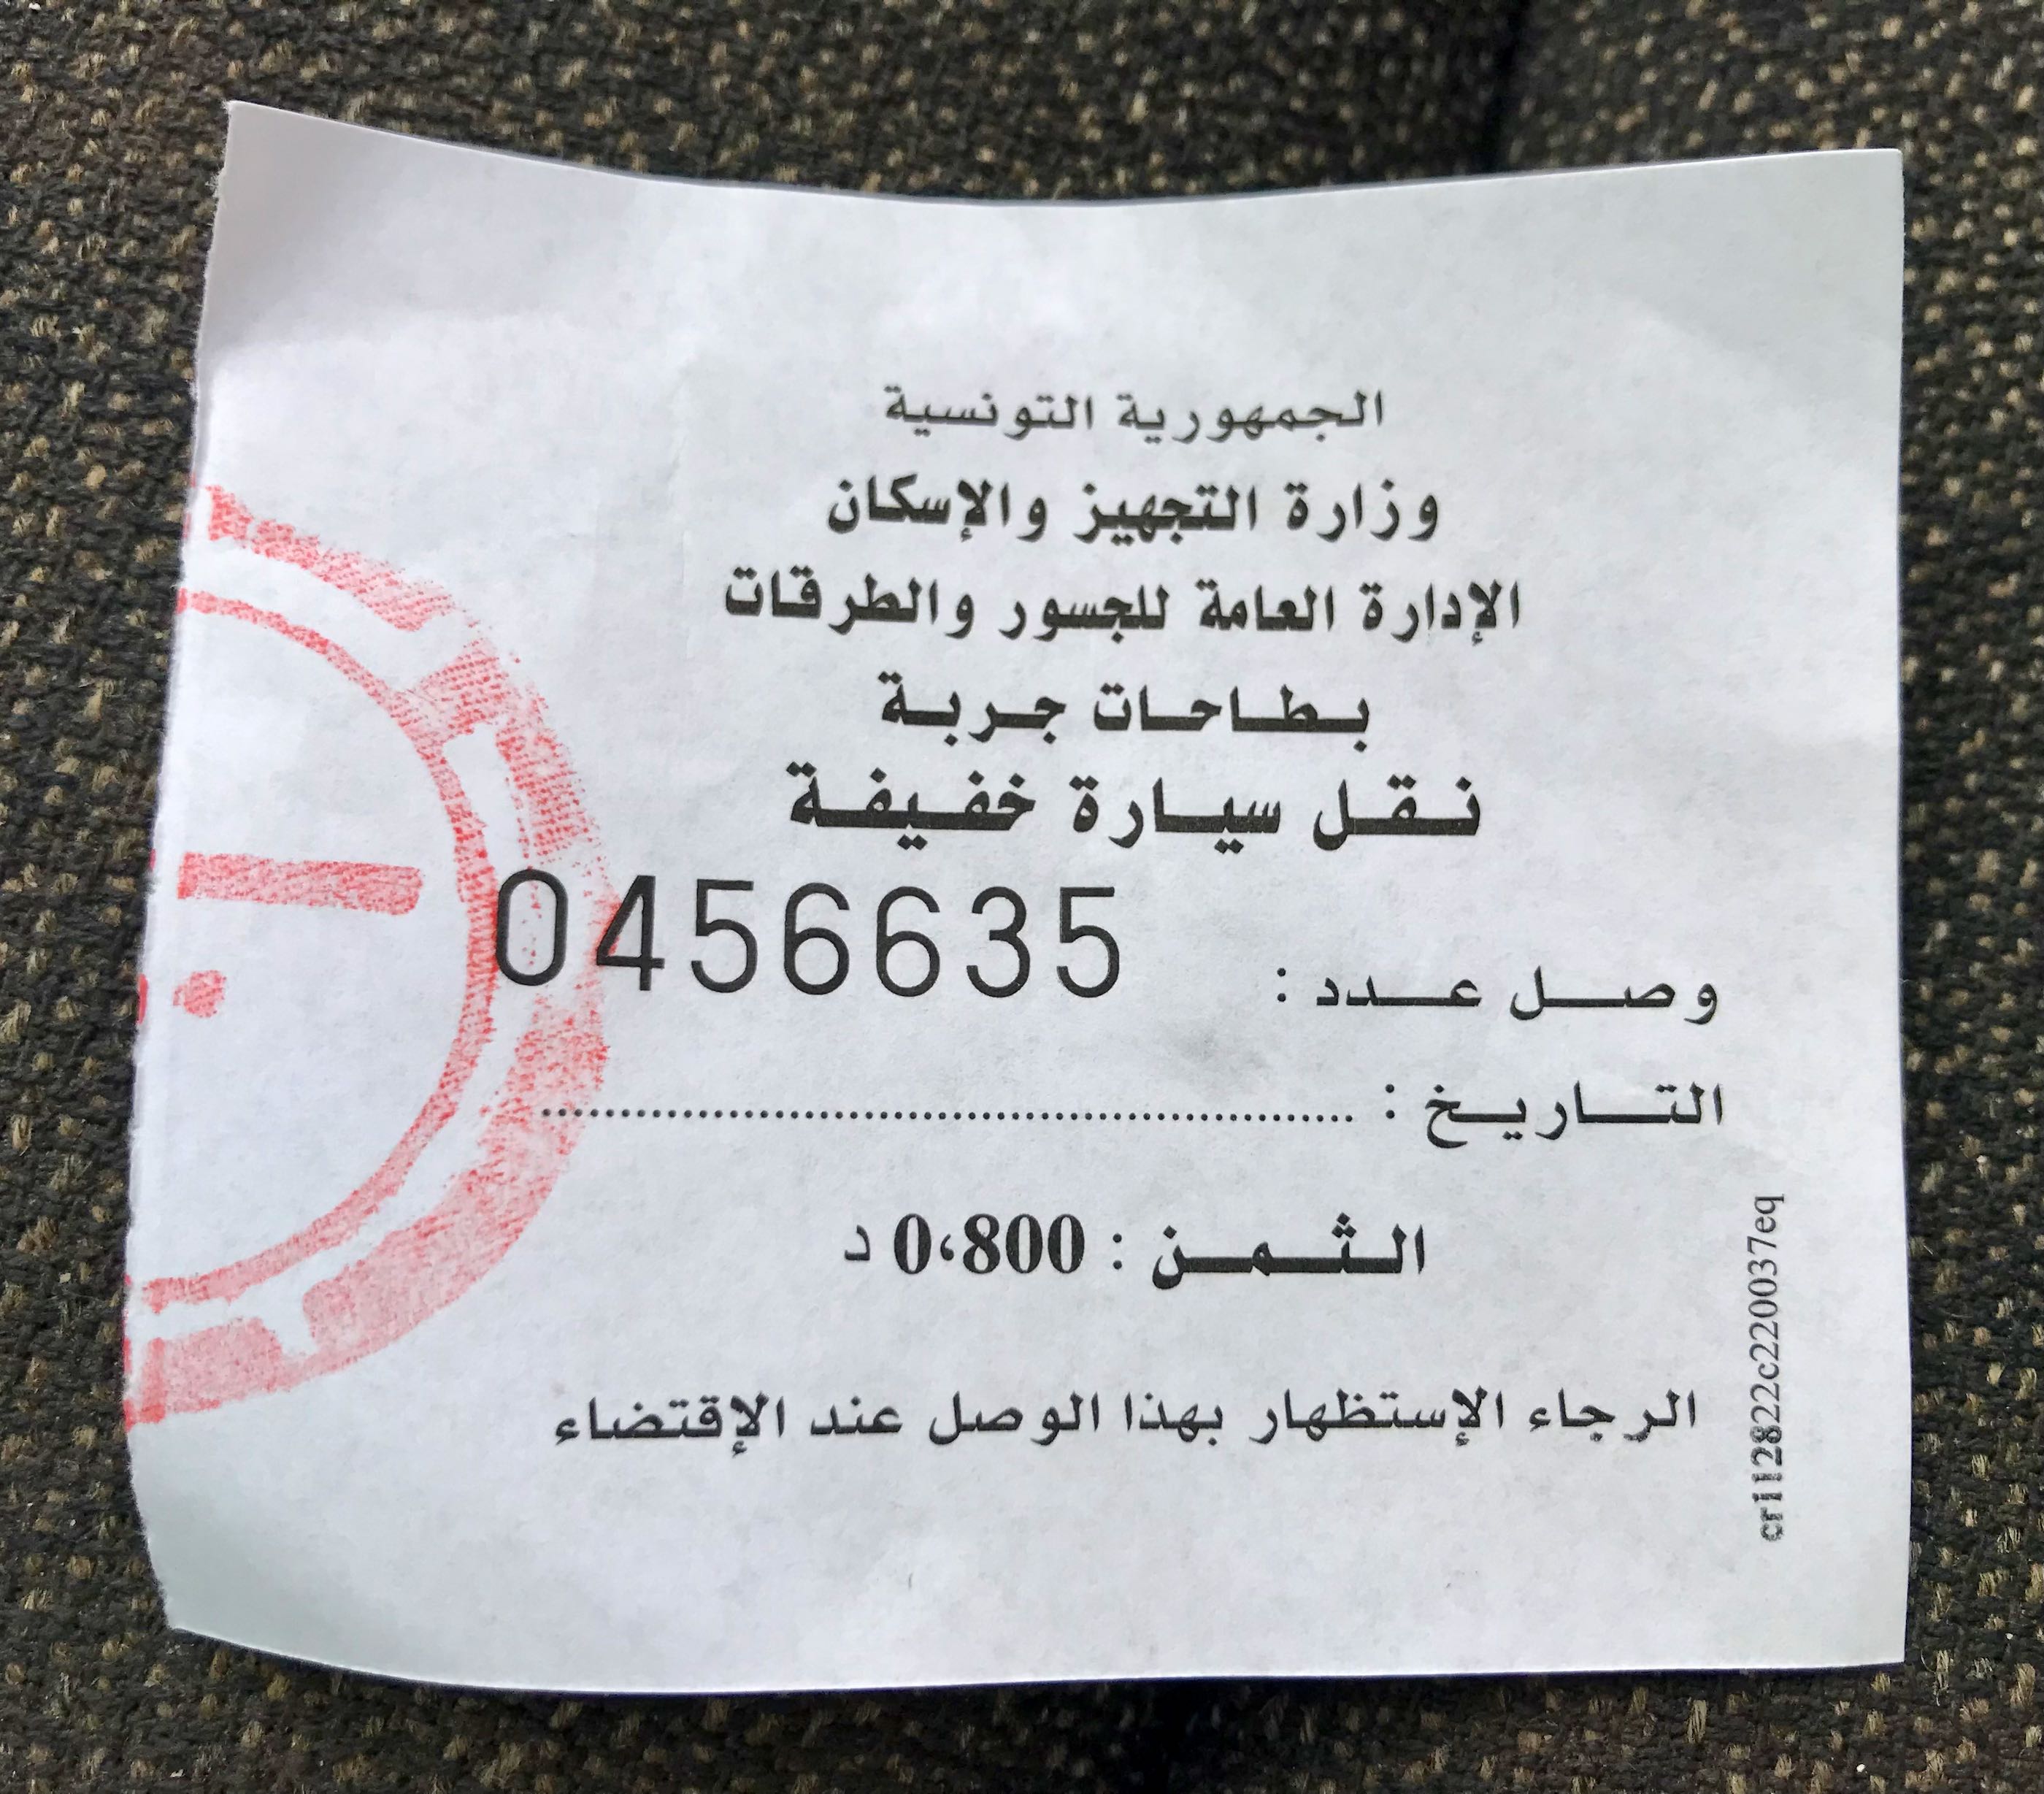 الجمهورية التونسية
وزارة التجهيز والإسكان
الإدارة العامة للجسور والطرقات
بطاحات جربة
نقل سيارة خفيفة
وصل عدد : 0456635
التاريخ : ........................................
الثمن : 0،800 د
الرجاء الإستظهار بهذا الوصل عند الإقتضاء
cr112822c220037eq